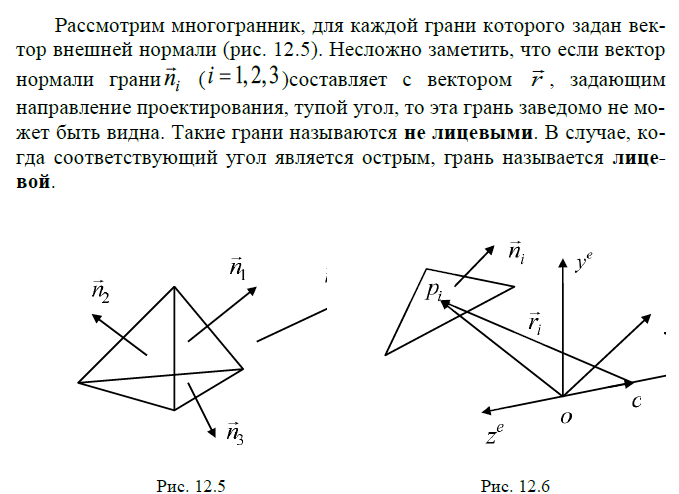 Рассмотрим многогранник, для каждой грани которого задан век-
тор внешней нормали (рис. 12.5). Несложно заметить, что если вектор
нормали грани n⃗ᵢ (i = 1, 2, 3)составляет с вектором r⃗ , задающим
направление проектирования, тупой угол, то эта грань заведомо не мо-
жет быть видна. Такие грани называются не лицевыми. В случае, ко-
гда соответствующий угол является острым, грань называется лице-
вой.
n⃗₂
n⃗₁
n⃗₃
n⃗ᵢ
yᵉ
pᵢ
r⃗ᵢ
c
o
zᵉ
Рис. 12.5
Рис. 12.6